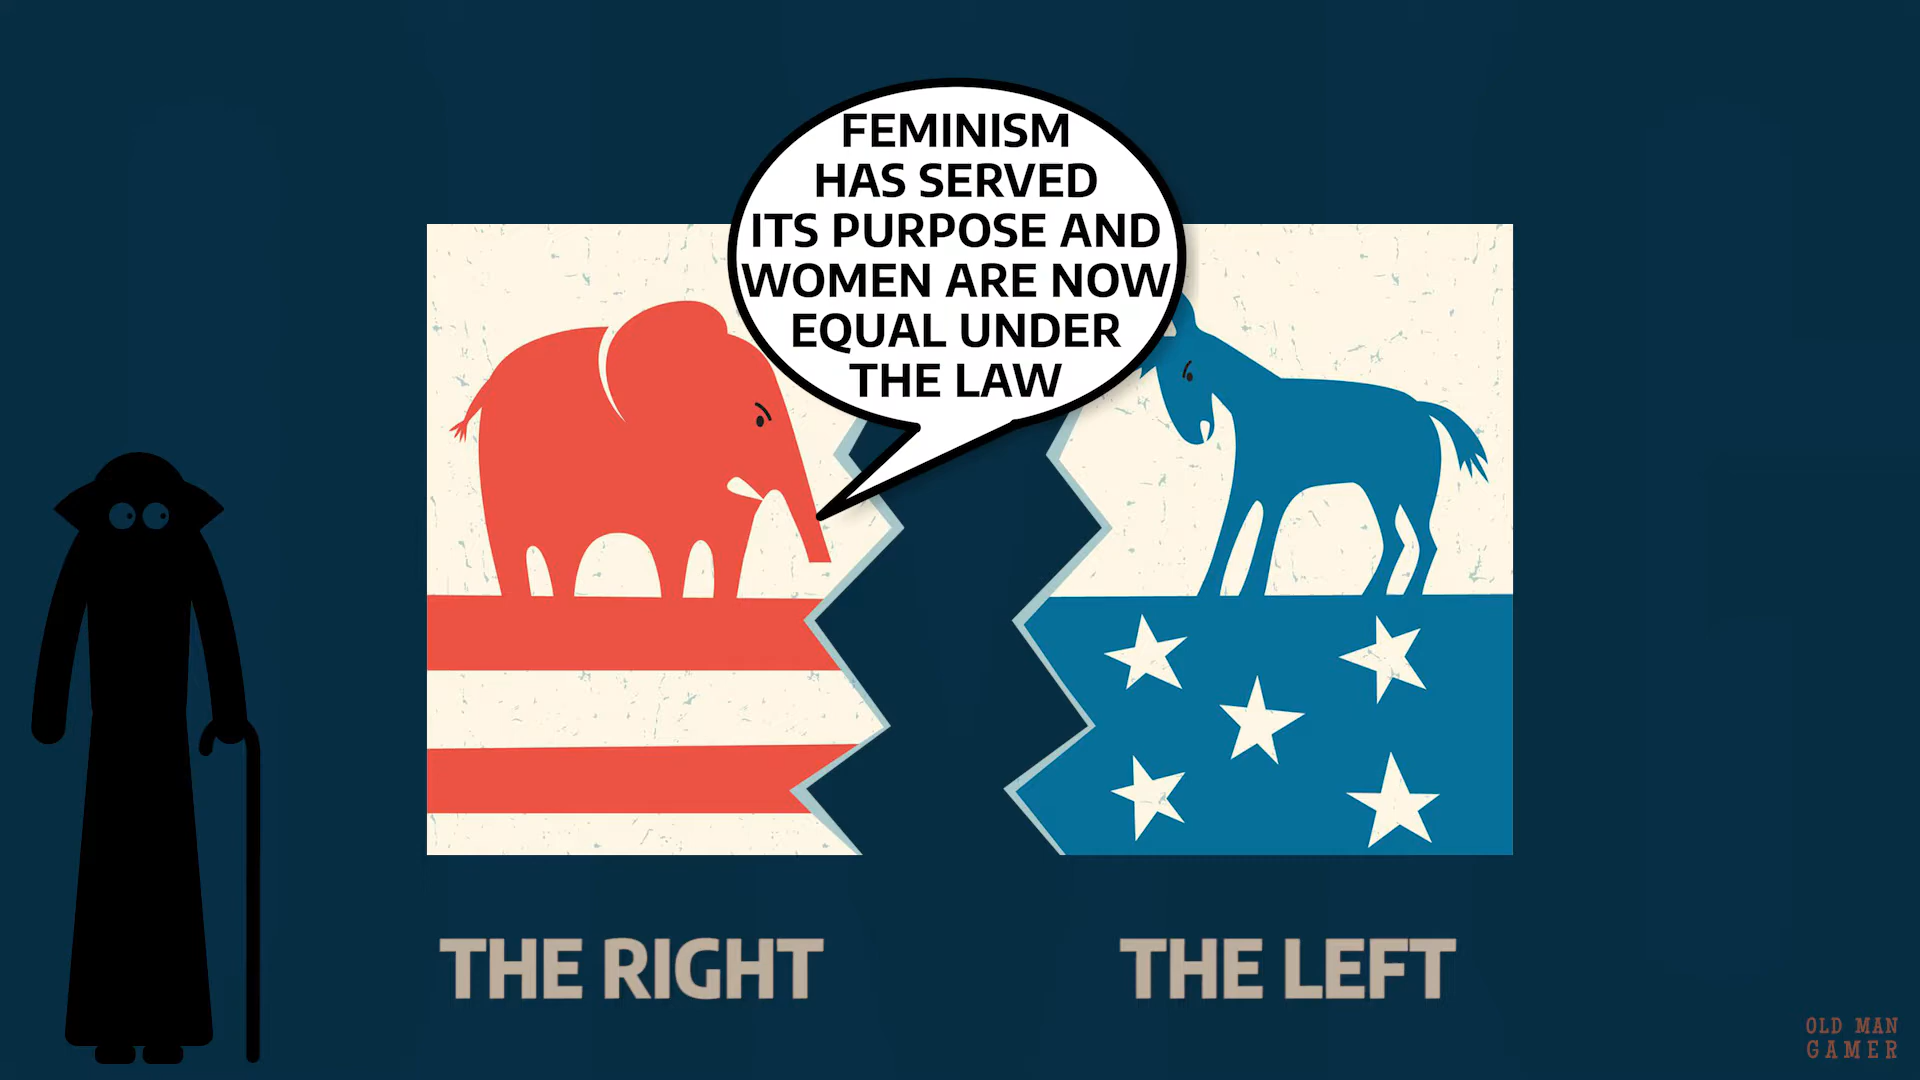 FEMINISM
HAS SERVED
ITS PURPOSE AND
WOMEN ARE NOW
EQUAL UNDER
THE LAW
THE RIGHT
THE LEFT
OLD MAN
GAMER